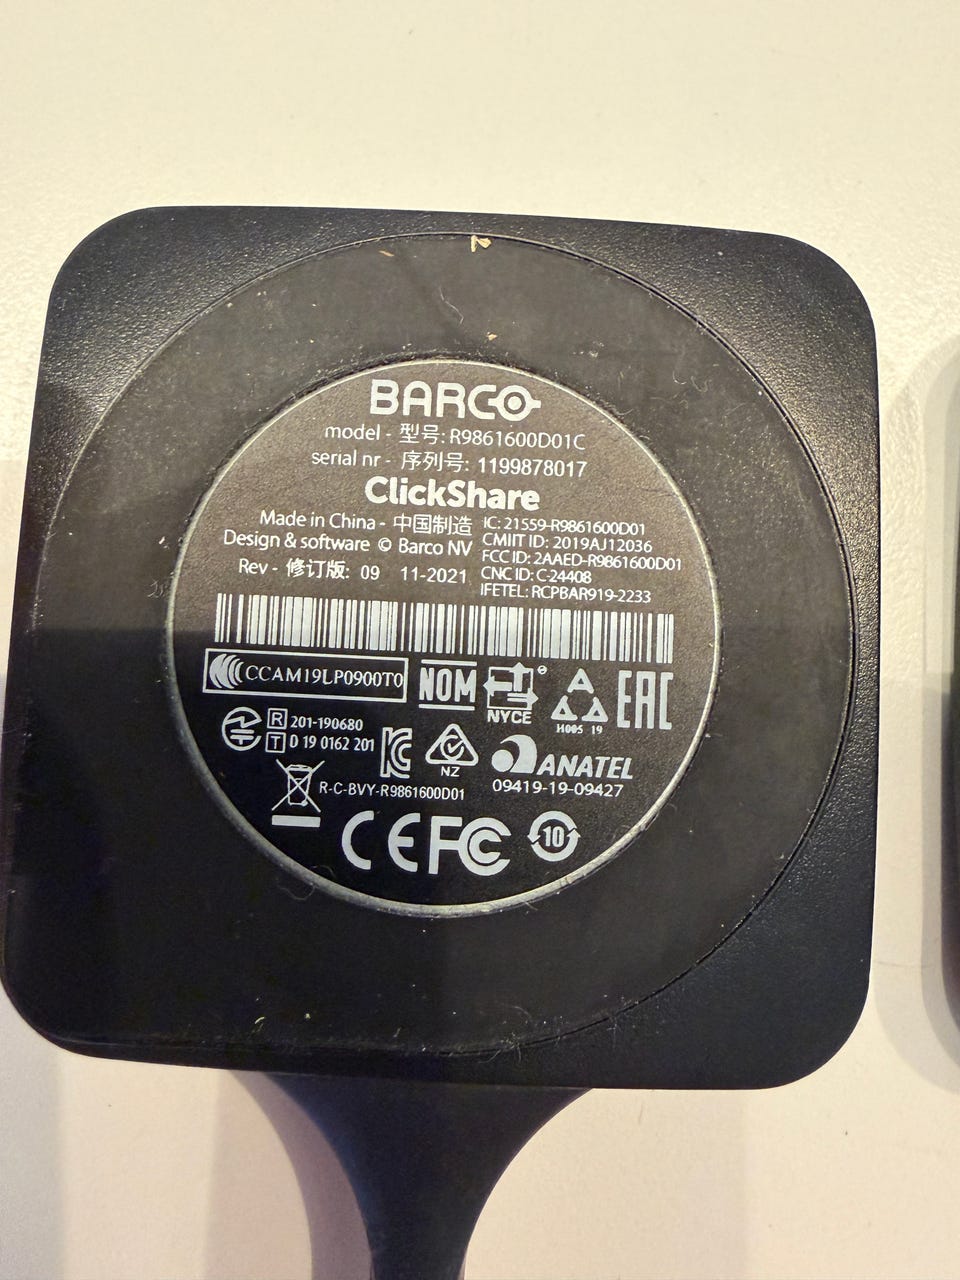 BARCO
model - 型号: R9861600D01C
serial nr - 序列号: 1199878017
ClickShare
Made in China - 中国制造
Design & software © Barco NV
Rev - 修订版: 09 11-2021
IC: 21559-R9861600D01
CMIIT ID: 2019AJ12036
FCC ID: 2AAED-R9861600D01
CNC ID: C-24408
IFETEL: RCPBAR919-2233
CCAM19LP0900T0
NOM
NYCE
H005 19
EAC
R 201-190680
T D 19 0162 201
KC
NZ
ANATEL
09419-19-09427
R-C-BVY-R9861600D01
CE FC
10